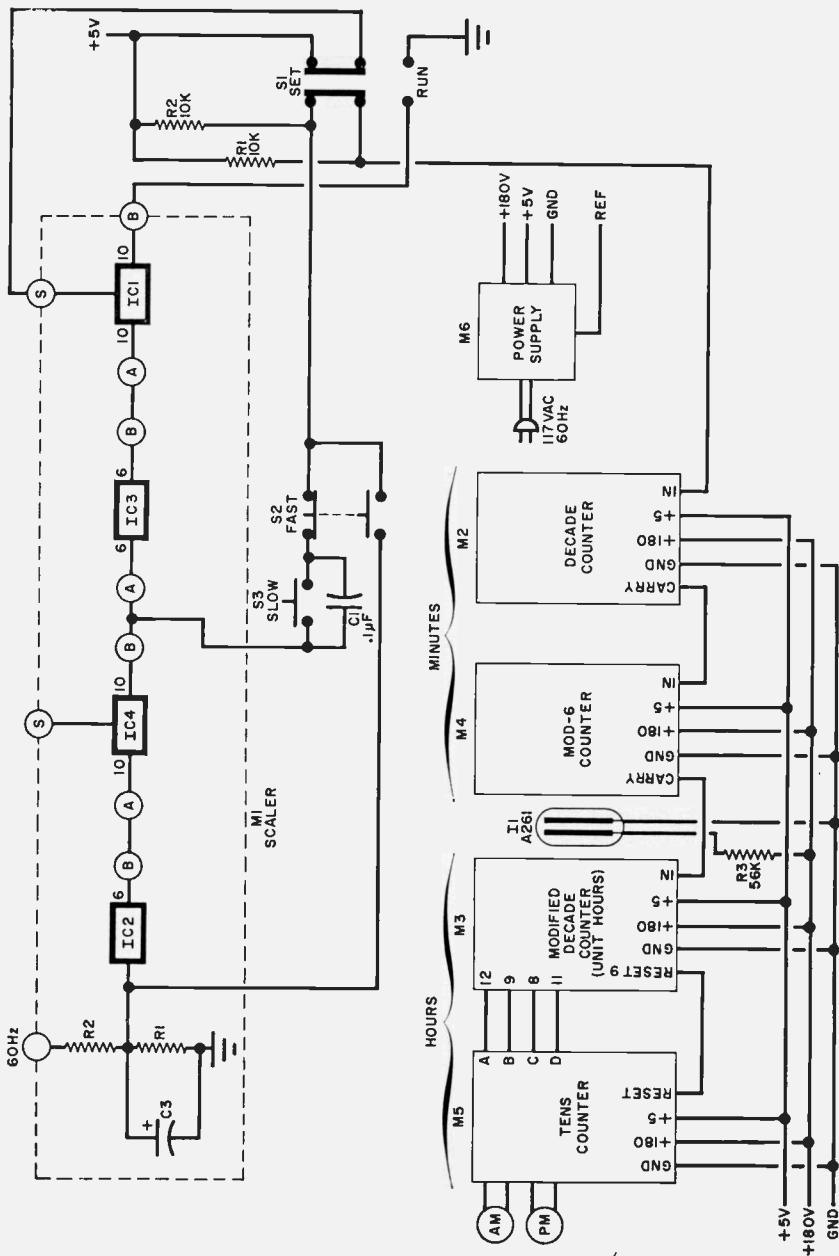 60Hz
R2
R1
C3
+
IC2
6
B
A
10
IC4
10
S
B
A
6
IC3
6
B
A
10
IC1
10
S
B
M1
SCALER
S3
SLOW
C1
.1µF
S2
FAST
R1
10K
R2
10K
+5V
S1
SET
RUN
HOURS
MINUTES
M5
TENS
COUNTER
A
B
C
D
AM
PM
GND
+180
+5
RESET
M3
12
9
8
11
MODIFIED
DECADE
COUNTER
(UNIT HOURS)
RESET 9
GND
+180
+5
IN
I1
A261
R3
56K
M4
MOD-6
COUNTER
CARRY
GND
+180
+5
IN
M2
DECADE
COUNTER
CARRY
GND
+180
+5
IN
M6
POWER
SUPPLY
117VAC
60Hz
+180V
+5V
GND
REF
+5V
+180V
GND